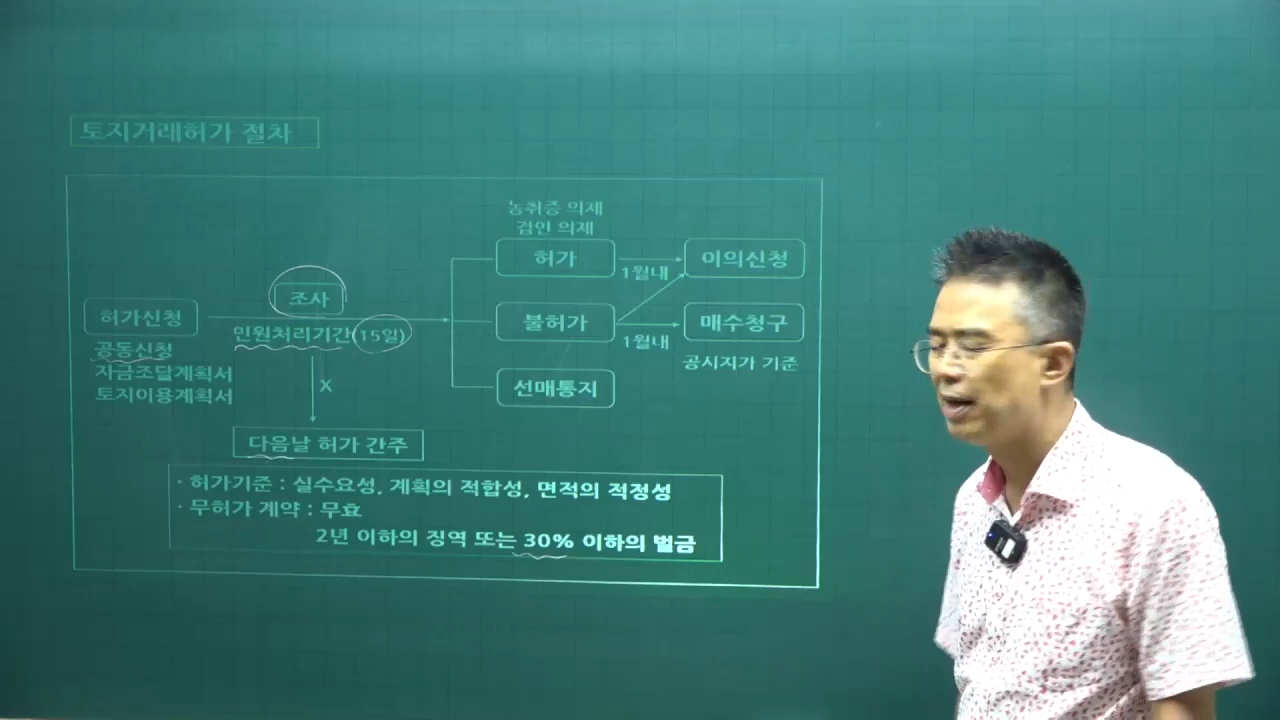 토지거래허가 절차
농취증 의제
검인 의제
허가
1월내
이의신청
조사
허가신청
민원처리기간(15일)
불허가
1월내
매수청구
공동신청
자금조달계획서
토지이용계획서
X
공시지가 기준
선매통지
다음날 허가 간주
· 허가기준 : 실수요성, 계획의 적합성, 면적의 적정성
· 무허가 계약 : 무효
2년 이하의 징역 또는 30% 이하의 벌금